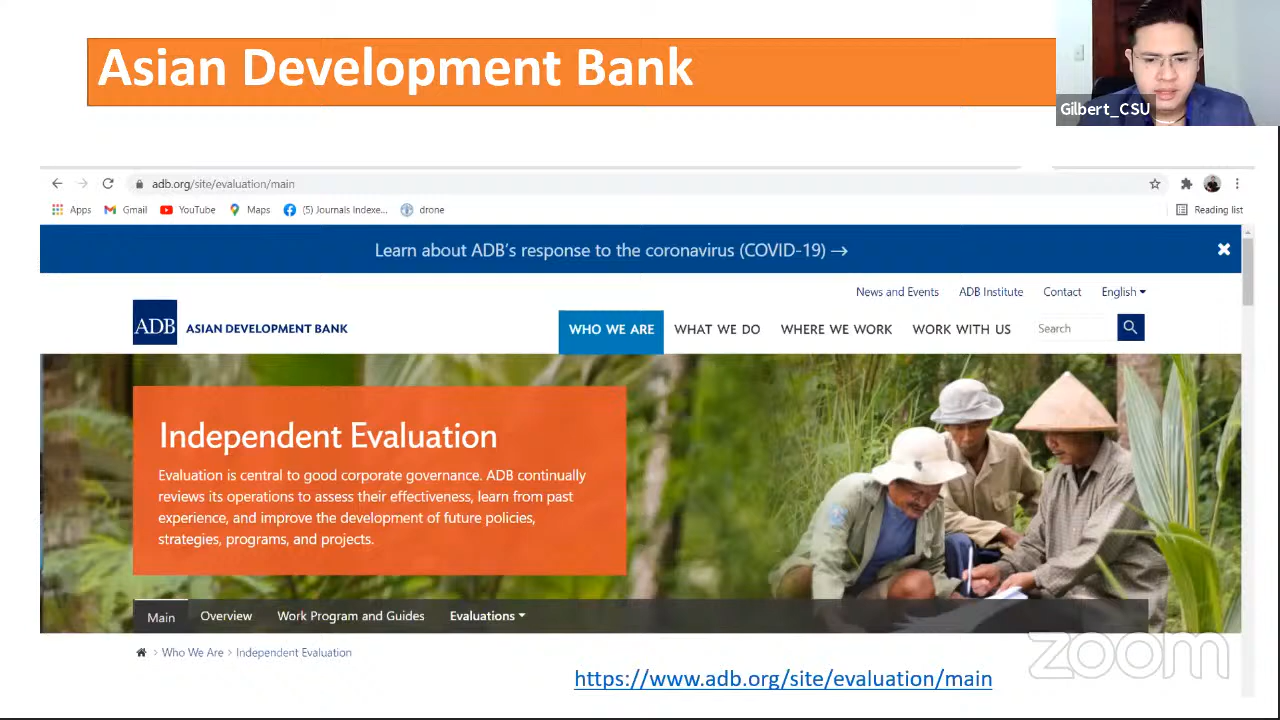 Asian Development Bank
Gilbert_CSU
adb.org/site/evaluation/main
Apps Gmail YouTube Maps (5) Journals Indexe... drone Reading list
Learn about ADB's response to the coronavirus (COVID-19) →
News and Events ADB Institute Contact English
ADB ASIAN DEVELOPMENT BANK WHO WE ARE WHAT WE DO WHERE WE WORK WORK WITH US Search
Independent Evaluation
Evaluation is central to good corporate governance. ADB continually
reviews its operations to assess their effectiveness, learn from past
experience, and improve the development of future policies,
strategies, programs, and projects.
Main Overview Work Program and Guides Evaluations
> Who We Are > Independent Evaluation
zoom
https://www.adb.org/site/evaluation/main